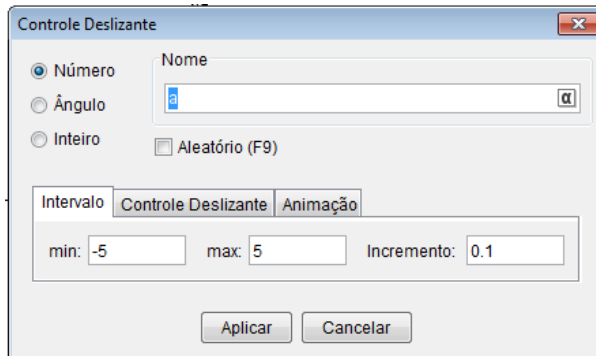 Controle Deslizante
Número
Ângulo
Inteiro
Nome
a
α
Aleatório (F9)
Intervalo Controle Deslizante Animação
min: -5 max: 5 Incremento: 0.1
Aplicar Cancelar